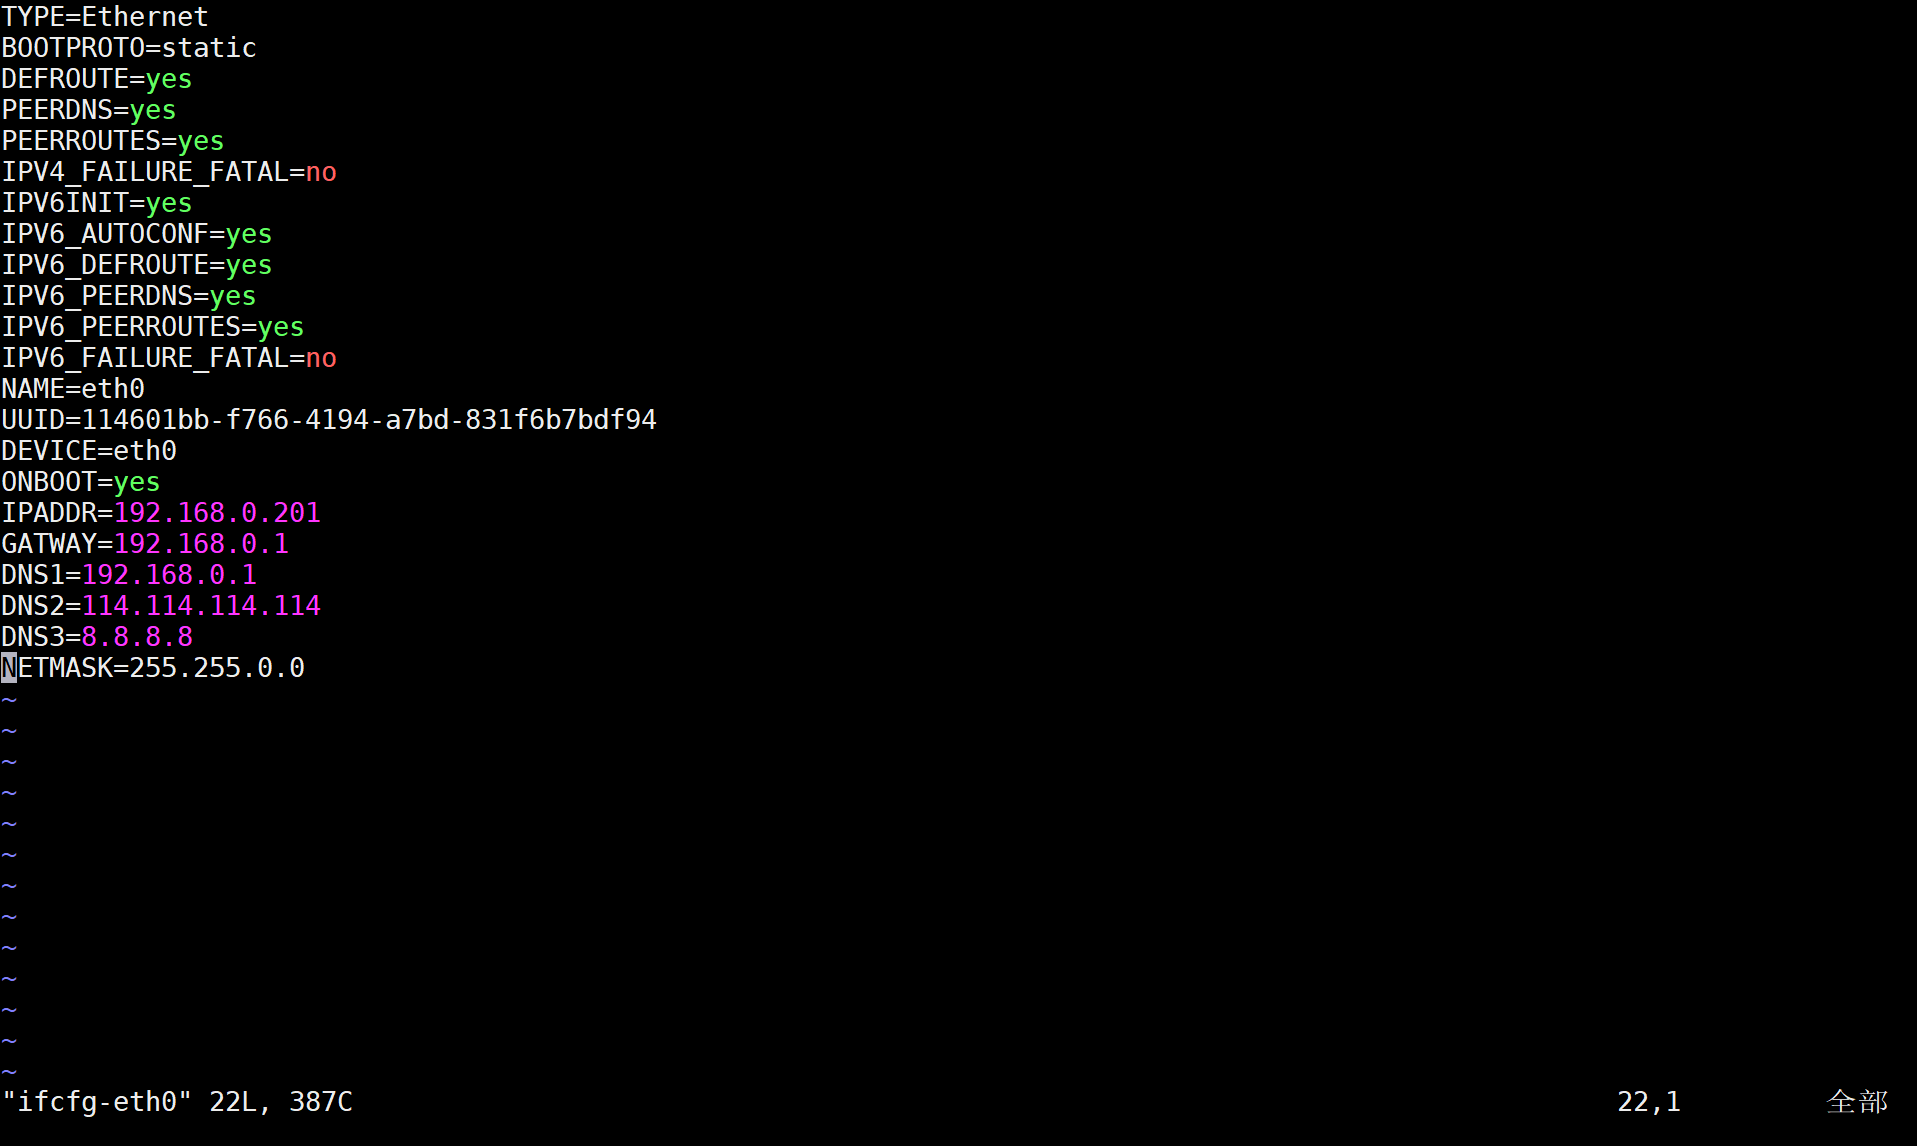 TYPE=Ethernet
BOOTPROTO=static
DEFROUTE=yes
PEERDNS=yes
PEERROUTES=yes
IPV4_FAILURE_FATAL=no
IPV6INIT=yes
IPV6_AUTOCONF=yes
IPV6_DEFROUTE=yes
IPV6_PEERDNS=yes
IPV6_PEERROUTES=yes
IPV6_FAILURE_FATAL=no
NAME=eth0
UUID=114601bb-f766-4194-a7bd-831f6b7bdf94
DEVICE=eth0
ONBOOT=yes
IPADDR=192.168.0.201
GATWAY=192.168.0.1
DNS1=192.168.0.1
DNS2=114.114.114.114
DNS3=8.8.8.8
NETMASK=255.255.0.0
~
~
~
~
~
~
~
~
~
~
~
~
~
"ifcfg-eth0" 22L, 387C 22,1 全部